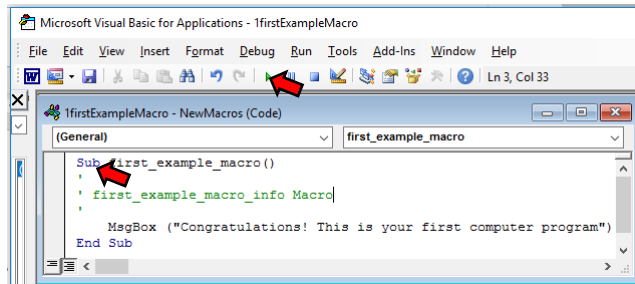 Microsoft Visual Basic for Applications - 1firstExampleMacro
File Edit View Insert Format Debug Run Tools Add-Ins Window Help
Ln 3, Col 33
1firstExampleMacro - NewMacros (Code)
(General) first_example_macro
Sub first_example_macro()
'
' first_example_macro_info Macro
'
MsgBox ("Congratulations! This is your first computer program")
End Sub